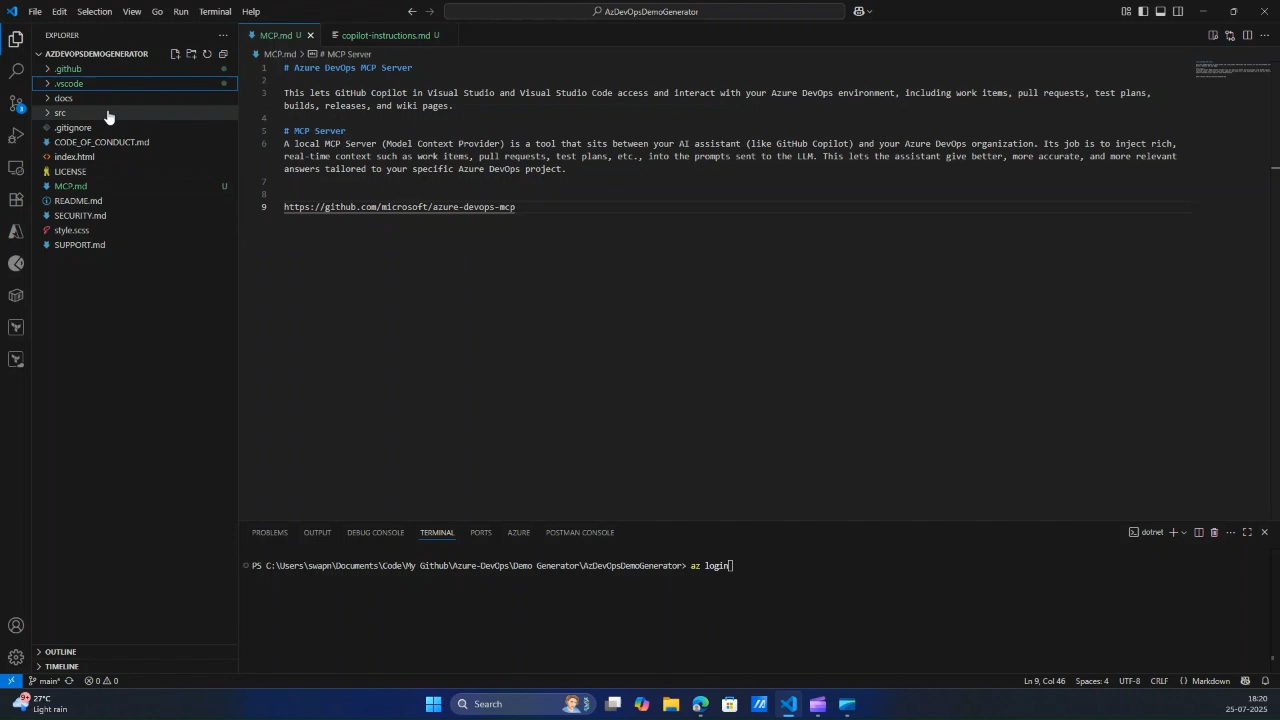 File Edit Selection View Go Run Terminal Help
AzDevOpsDemoGenerator
EXPLORER
MCP.md U
copilot-instructions.md U
AZDEVOPSDEMOGENERATOR
MCP.md > # MCP Server
.github
.vscode
docs
src
.gitignore
CODE_OF_CONDUCT.md
index.html
LICENSE
MCP.md U
README.md
SECURITY.md
style.scss
SUPPORT.md
1 # Azure DevOps MCP Server
2
3 This lets GitHub Copilot in Visual Studio and Visual Studio Code access and interact with your Azure DevOps environment, including work items, pull requests, test plans,
builds, releases, and wiki pages.
4
5 # MCP Server
6 A local MCP Server (Model Context Provider) is a tool that sits between your AI assistant (like GitHub Copilot) and your Azure DevOps organization. Its job is to inject rich,
real-time context such as work items, pull requests, test plans, etc., into the prompts sent to the LLM. This lets the assistant give better, more accurate, and more relevant
answers tailored to your specific Azure DevOps project.
7
8
9 https://github.com/microsoft/azure-devops-mcp
PROBLEMS OUTPUT DEBUG CONSOLE TERMINAL PORTS AZURE POSTMAN CONSOLE
dotnet
PS C:\Users\swapn\Documents\Code\My Github\Azure-DevOps\Demo Generator\AzDevOpsDemoGenerator> az login
OUTLINE
TIMELINE
main* 0 0
Ln 9, Col 46 Spaces: 4 UTF-8 CRLF {} Markdown
3
9+
27°C
Light rain
Search
18:20
25-07-2025